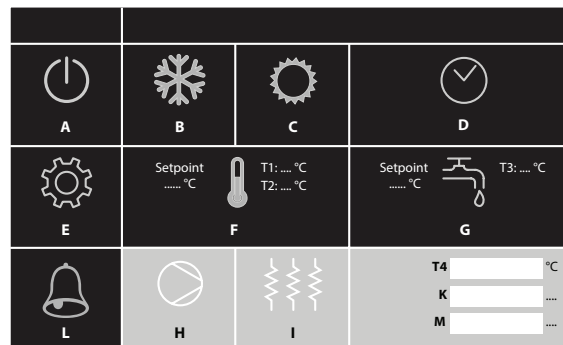 A
B
C
D
Setpoint
...... °C
T1: .... °C
T2: .... °C
Setpoint
...... °C
T3: .... °C
E
F
G
T4 °C
K ....
M ....
L
H
I